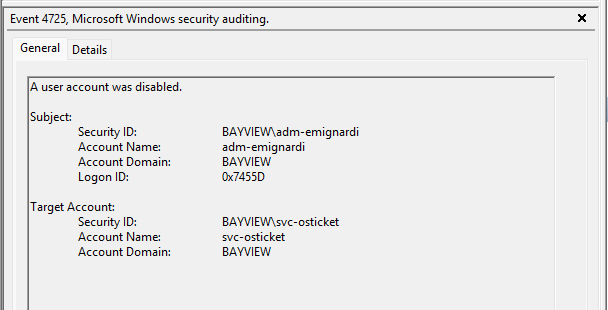 Event 4725, Microsoft Windows security auditing.
General Details
A user account was disabled.
Subject:
Security ID: BAYVIEW\adm-emignardi
Account Name: adm-emignardi
Account Domain: BAYVIEW
Logon ID: 0x7455D
Target Account:
Security ID: BAYVIEW\svc-osticket
Account Name: svc-osticket
Account Domain: BAYVIEW